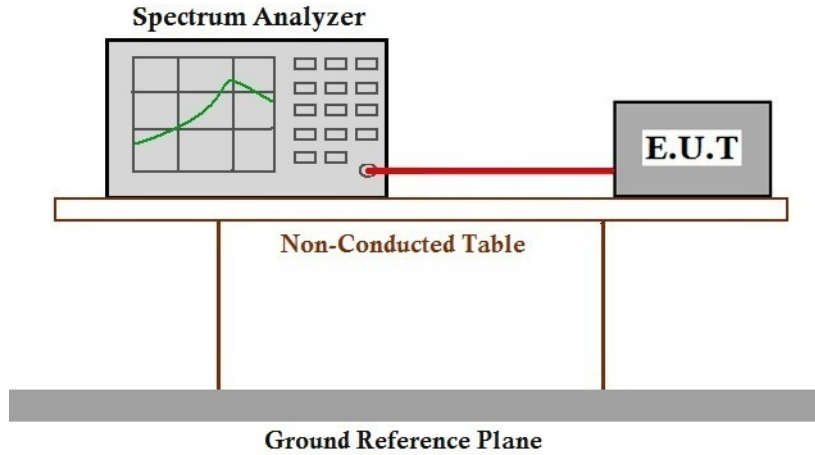 Spectrum Analyzer
E.U.T
Non-Conducted Table
Ground Reference Plane